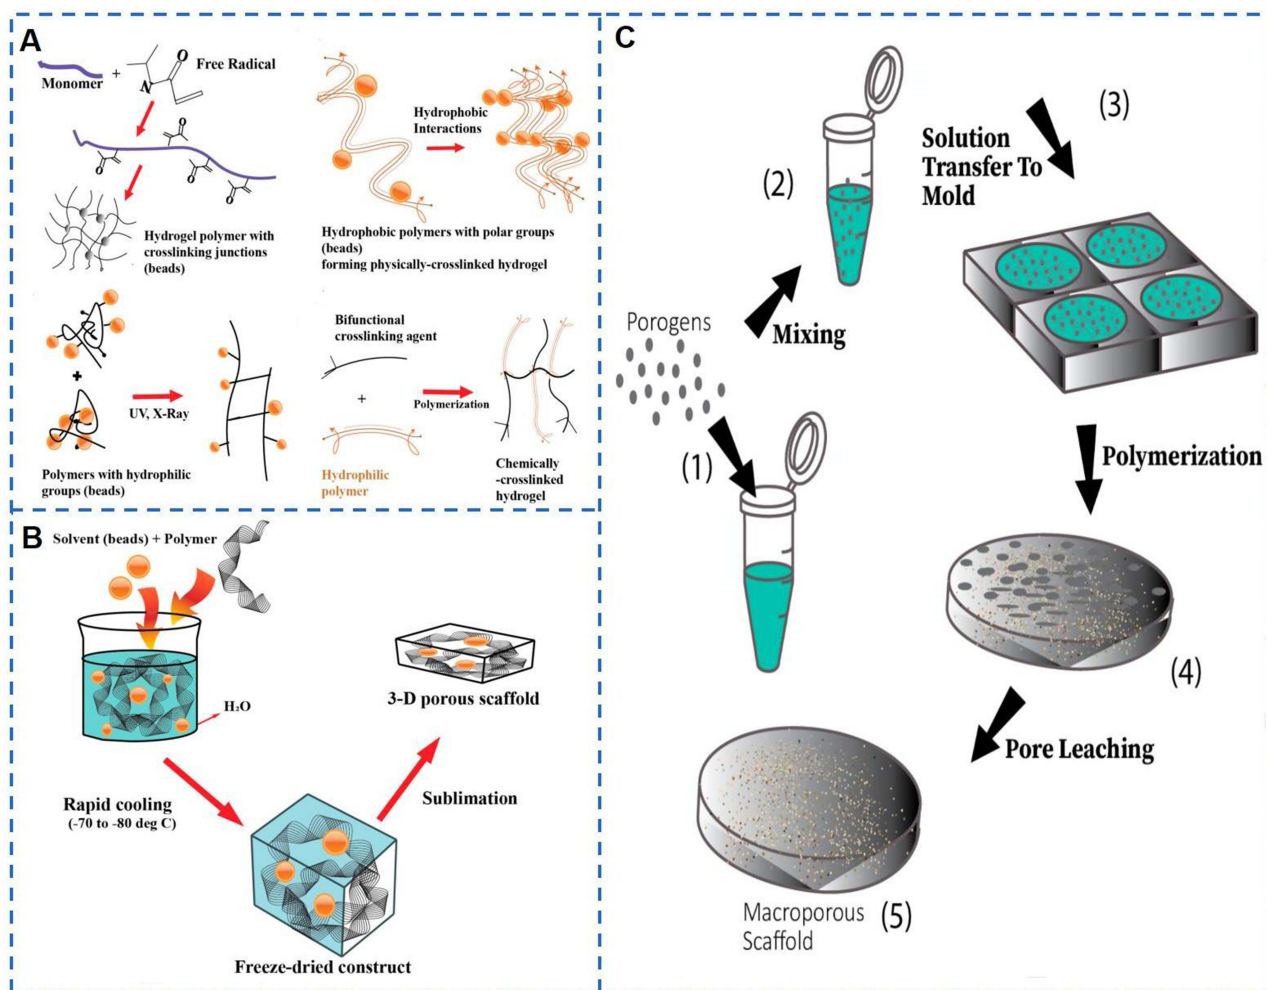 A
Monomer
+
O
N
Free Radical
O
O
O
O
Hydrogel polymer with
crosslinking junctions
(beads)
Hydrophobic
Interactions
Hydrophobic polymers with polar groups
(beads)
forming physically-crosslinked hydrogel
+
UV, X-Ray
Polymers with hydrophilic
groups (beads)
Bifunctional
crosslinking agent
+
Polymerization
Hydrophilic
polymer
Chemically
-crosslinked
hydrogel
B
Solvent (beads) + Polymer
H₂O
Rapid cooling
(-70 to -80 deg C)
Freeze-dried construct
Sublimation
3-D porous scaffold
C
Porogens
(1)
Mixing
(2)
Solution
Transfer To
Mold
(3)
Polymerization
(4)
Pore Leaching
Macroporous
Scaffold
(5)